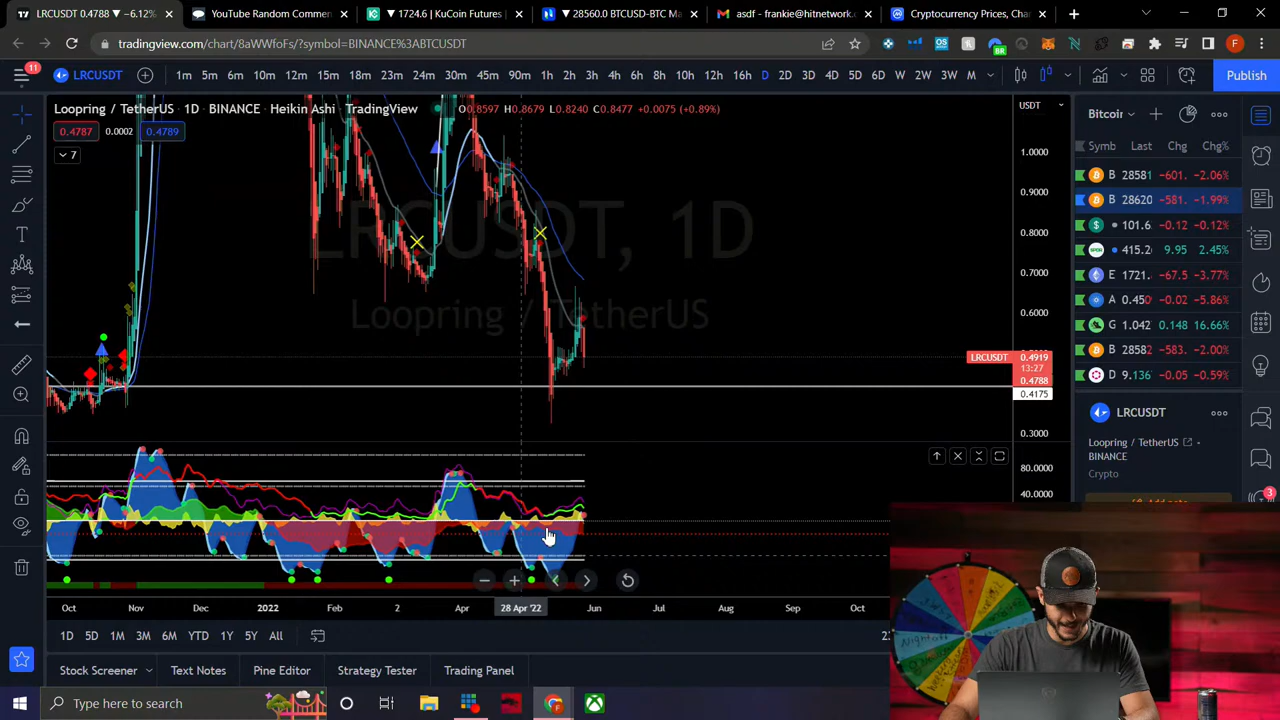 LRCUSDT 0.4788 ▼ −6.12%
YouTube Random Commen
▼ 1724.6 | KuCoin Futures |
▼ 28560.0 BTCUSD-BTC Ma
asdf - frankie@hitnetwork.
Cryptocurrency Prices, Cha
tradingview.com/chart/8aWWfoFs/?symbol=BINANCE%3ABTCUSDT
BR
F
11
LRCUSDT
1m 5m 6m 10m 12m 15m 18m 23m 24m 30m 45m 90m 1h 2h 3h 4h 6h 8h 10h 12h 16h D 2D 3D 4D 5D W 2W 3W M
Publish
Loopring / TetherUS · 1D · BINANCE · Heikin Ashi · TradingView
O0.8597 H0.8679 L0.8240 C0.8477 +0.0075 (+0.89%)
USDT
0.4787 0.0002 0.4789
7
LRCUSDT, 1D
Loopring / TetherUS
1.0000
0.9000
0.8000
0.7000
0.6000
LRCUSDT 0.4919
13:27
0.4788
0.4175
0.3000
80.0000
40.0000
Bitcoir
Symb Last Chg Chg%
B 28581 −601. −2.06%
B 28620 −581. −1.99%
101.6 −0.12 −0.12%
415.2 9.95 2.45%
E 1721. −67.5 −3.77%
A 0.450 −0.02 −5.86%
G 1.042 0.148 16.66%
B 2858 −583. −2.00%
D 9.136 −0.05 −0.59%
LRCUSDT
Loopring / TetherUS
BINANCE
Crypto
3
Oct Nov Dec 2022 Feb 2 Apr 28 Apr '22 Jun Jul Aug Sep Oct
1D 5D 1M 3M 6M YTD 1Y 5Y All
Stock Screener Text Notes Pine Editor Strategy Tester Trading Panel
Type here to search